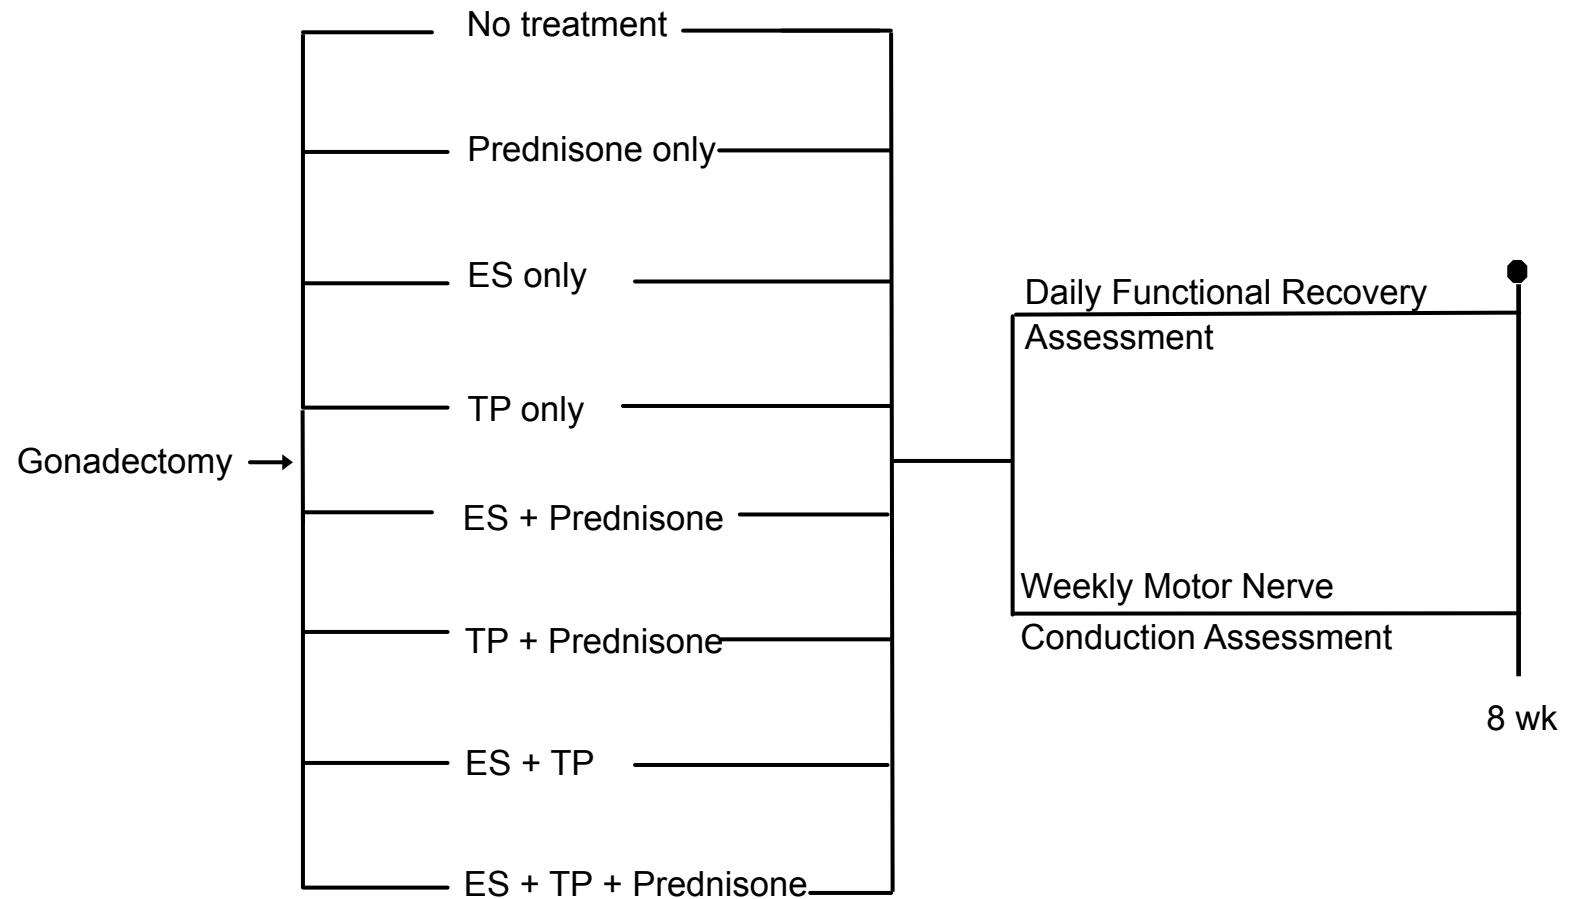 No treatment
Prednisone only
ES only
TP only
Gonadectomy
ES + Prednisone
TP + Prednisone
ES + TP
ES + TP + Prednisone
Daily Functional Recovery
Assessment
Weekly Motor Nerve
Conduction Assessment
8 wk